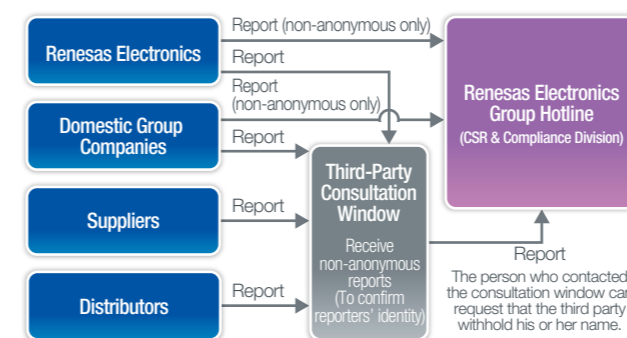 Renesas Electronics
Report (non-anonymous only)
Report
Report
(non-anonymous only)
Domestic Group
Companies
Report
Suppliers
Report
Distributors
Report
Third-Party
Consultation
Window
Receive
non-anonymous
reports
(To confirm
reporters' identity)
Renesas Electronics
Group Hotline
(CSR & Compliance Division)
Report
The person who contacted
the consultation window can
request that the third party
withhold his or her name.